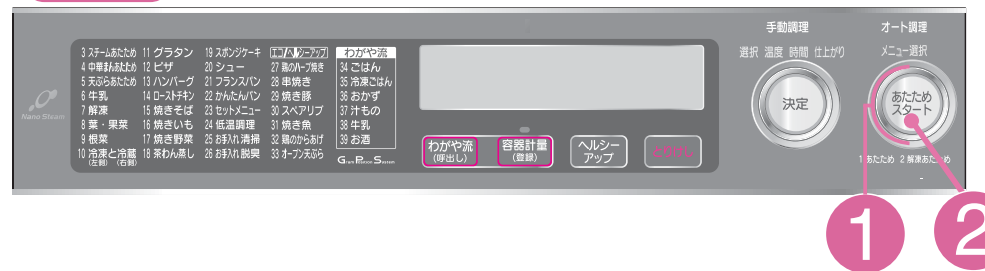 手動調理
選択 温度 時間 仕上がり
オート調理
メニュー選択
3 スチームあたため
4 中華まんあたため
5 天ぷらあたため
6 牛乳
7 解凍
8 葉・果菜
9 根菜
10 冷凍と冷蔵
(左側) (右側)
11 グラタン
12 ピザ
13 ハンバーグ
14 ローストチキン
15 焼きそば
16 焼きいも
17 焼き野菜
18 茶わん蒸し
19 スポンジケーキ
20 シュー
21 フランスパン
22 かんたんパン
23 セットメニュー
24 低温調理
25 お手入れ 清掃
26 お手入れ 脱臭
エコ/ヘルシーアップ
27 鶏のハーブ焼き
28 串焼き
29 焼き豚
30 スペアリブ
31 焼き魚
32 鶏のからあげ
33 オーブン天ぷら
わがや流
34 ごはん
35 冷凍ごはん
36 おかず
37 汁もの
38 牛乳
39 お酒
Nano Steam
わがや流
(呼出し)
容器計量
(登録)
ヘルシー
アップ
とりけし
決定
あたため
スタート
1 あたため 2 解凍あたため
1
2